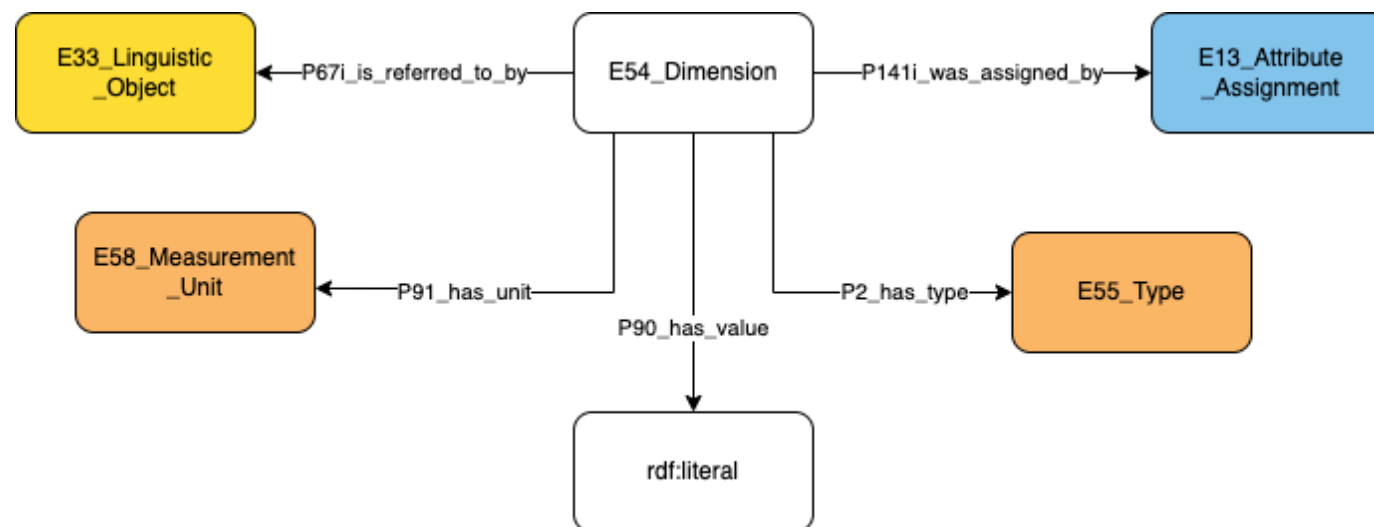 E33_Linguistic
_Object
P67i_is_referred_to_by
E54_Dimension
P141i_was_assigned_by
E13_Attribute
_Assignment
E58_Measurement
_Unit
P91_has_unit
P90_has_value
P2_has_type
E55_Type
rdf:literal